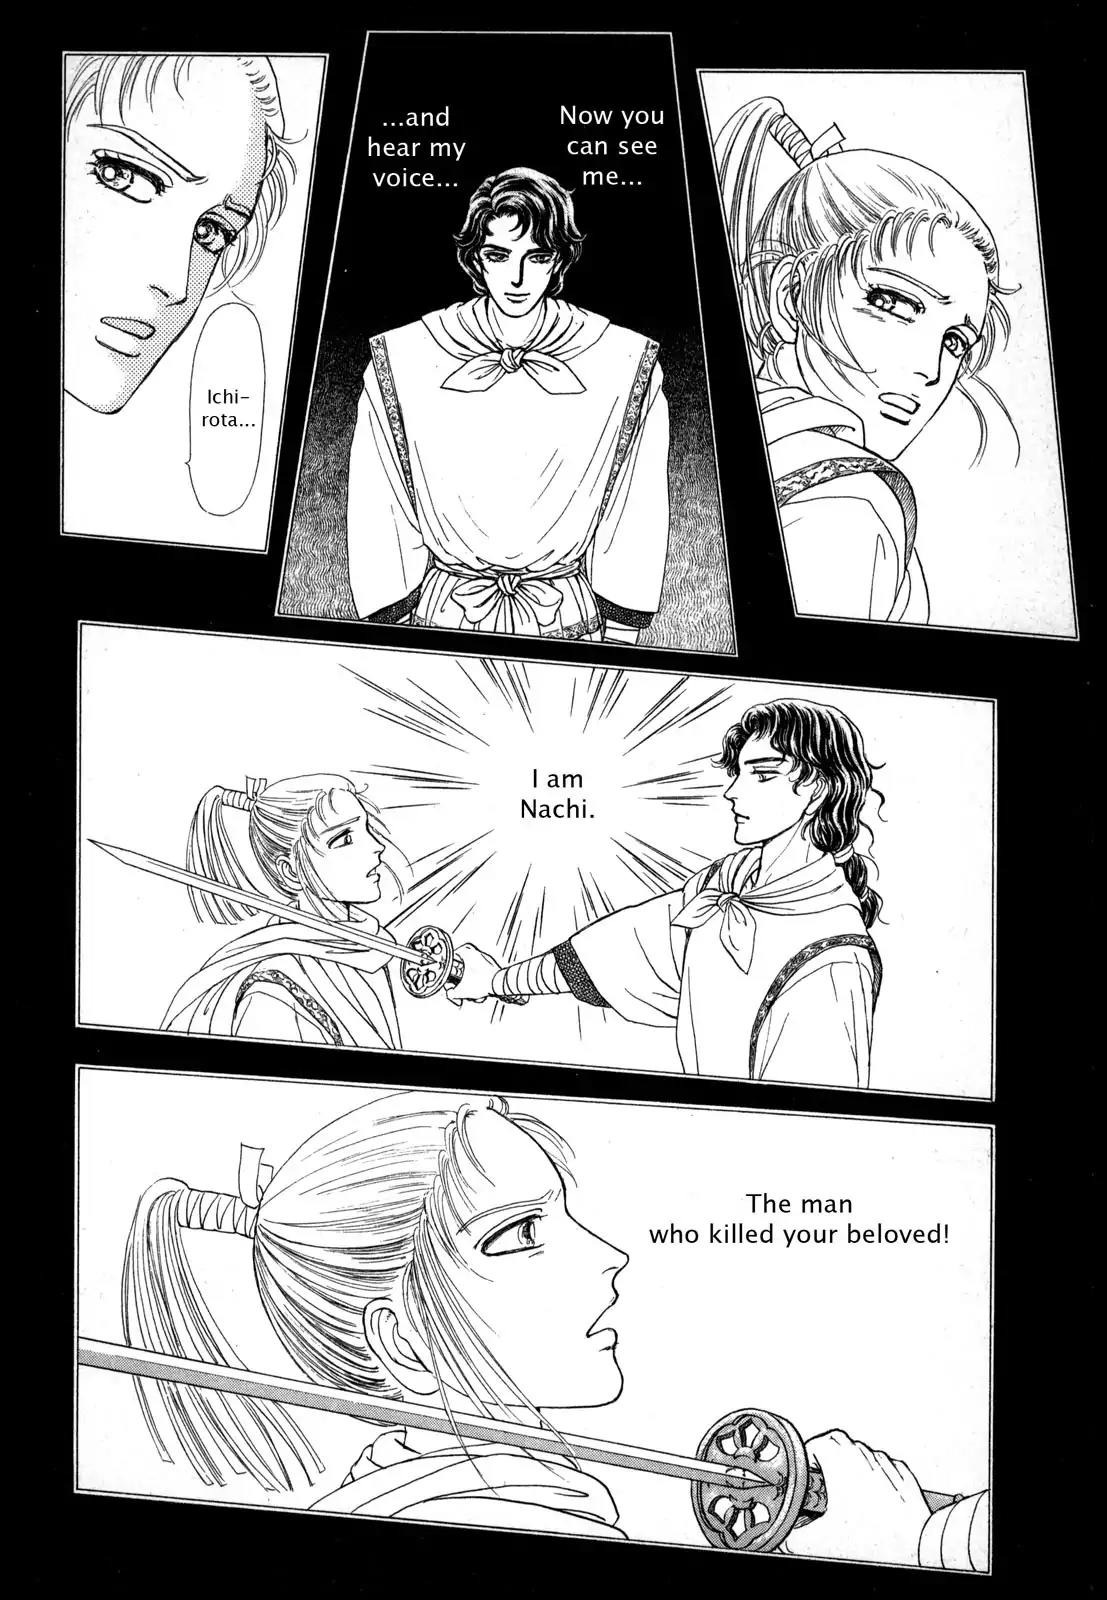 Now you
can see
me...
...and
hear my
voice...
Ichi-
rota...
I am
Nachi.
The man
who killed your beloved!